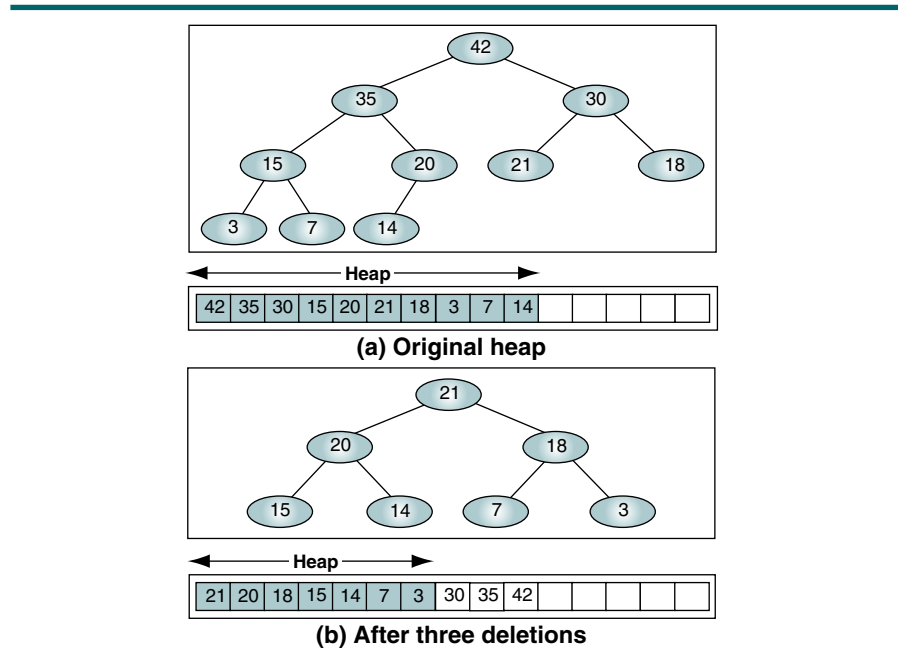 42
35 30
15 20 21 18
3 7 14
Heap
42 35 30 15 20 21 18 3 7 14
(a) Original heap
21
20 18
15 14 7 3
Heap
21 20 18 15 14 7 3 30 35 42
(b) After three deletions